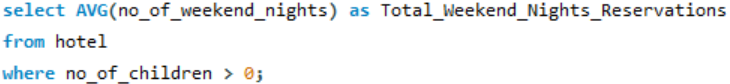 select AVG(no_of_weekend_nights) as Total_Weekend_Nights_Reservations
from hotel
where no_of_children > 0;